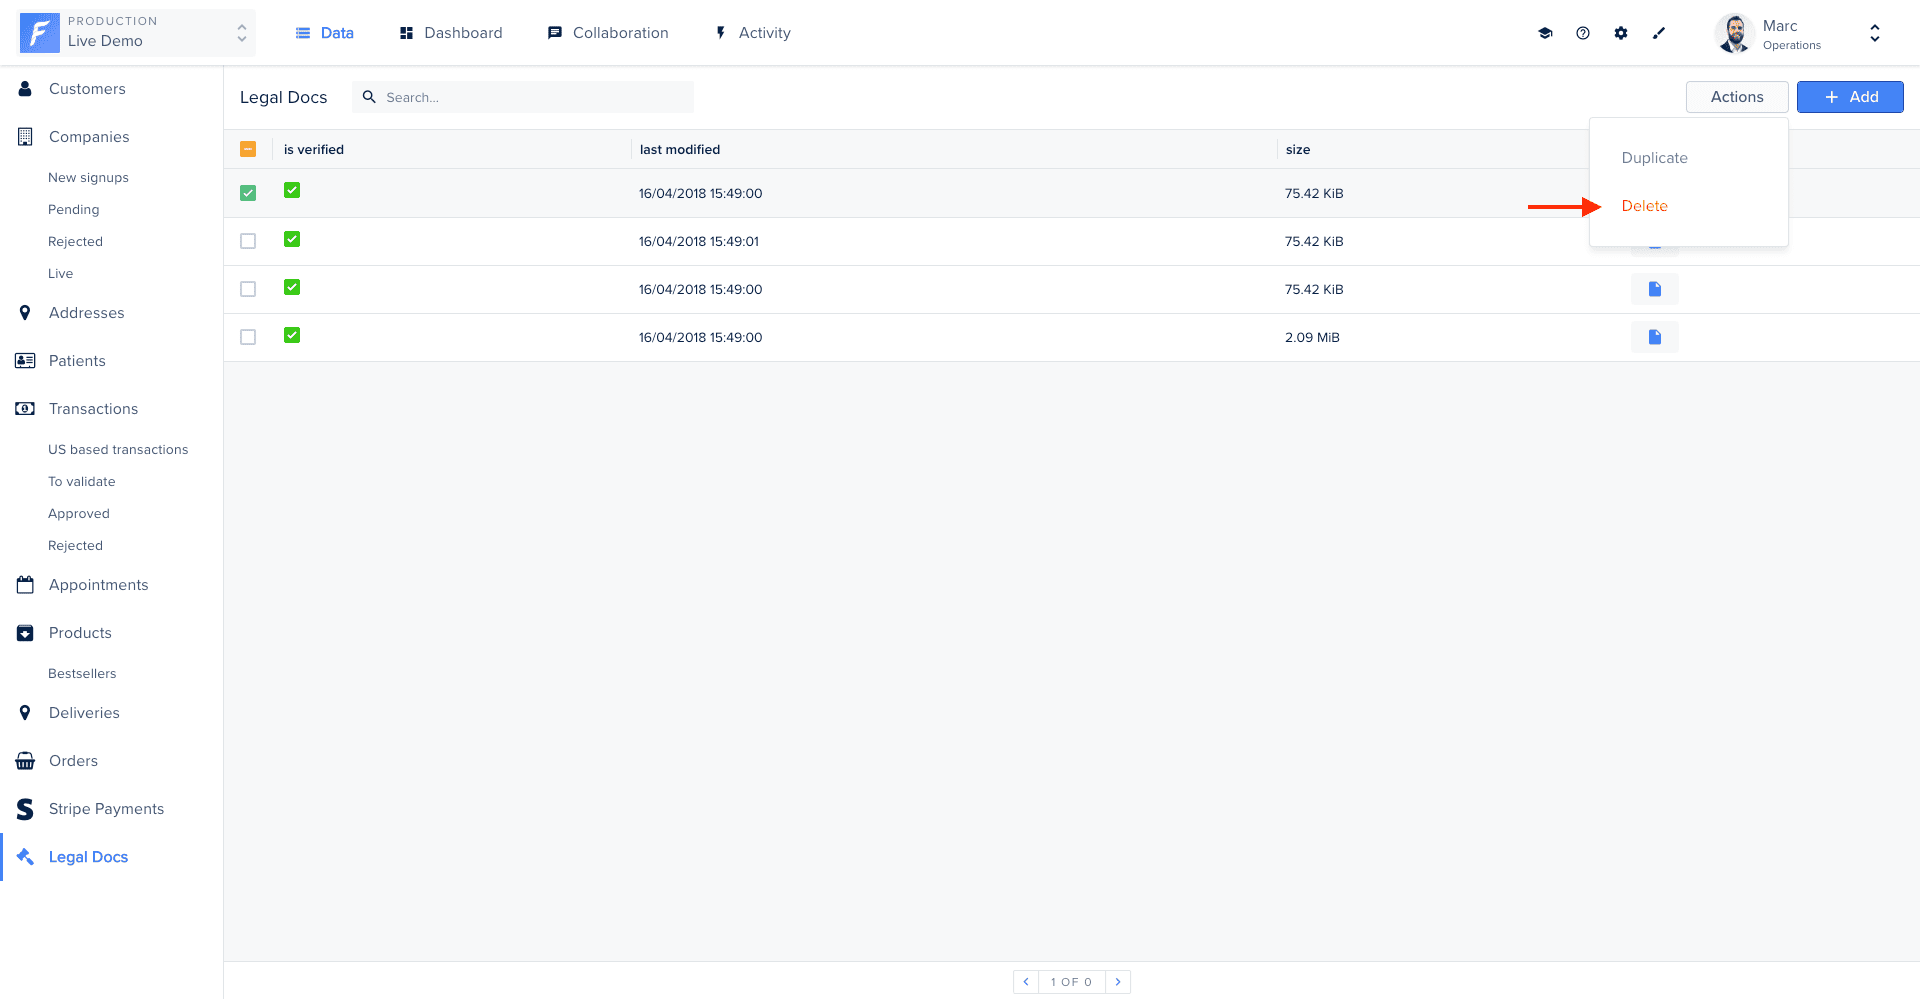 PRODUCTION
Live Demo
Data
Dashboard
Collaboration
Activity
Marc
Operations
Customers
Companies
New signups
Pending
Rejected
Live
Addresses
Patients
Transactions
US based transactions
To validate
Approved
Rejected
Appointments
Products
Bestsellers
Deliveries
Orders
Stripe Payments
Legal Docs
Legal Docs
Search...
Actions
+ Add
Duplicate
Delete
is verified last modified size
16/04/2018 15:49:00 75.42 KiB
16/04/2018 15:49:01 75.42 KiB
16/04/2018 15:49:00 75.42 KiB
16/04/2018 15:49:00 2.09 MiB
1 OF 0